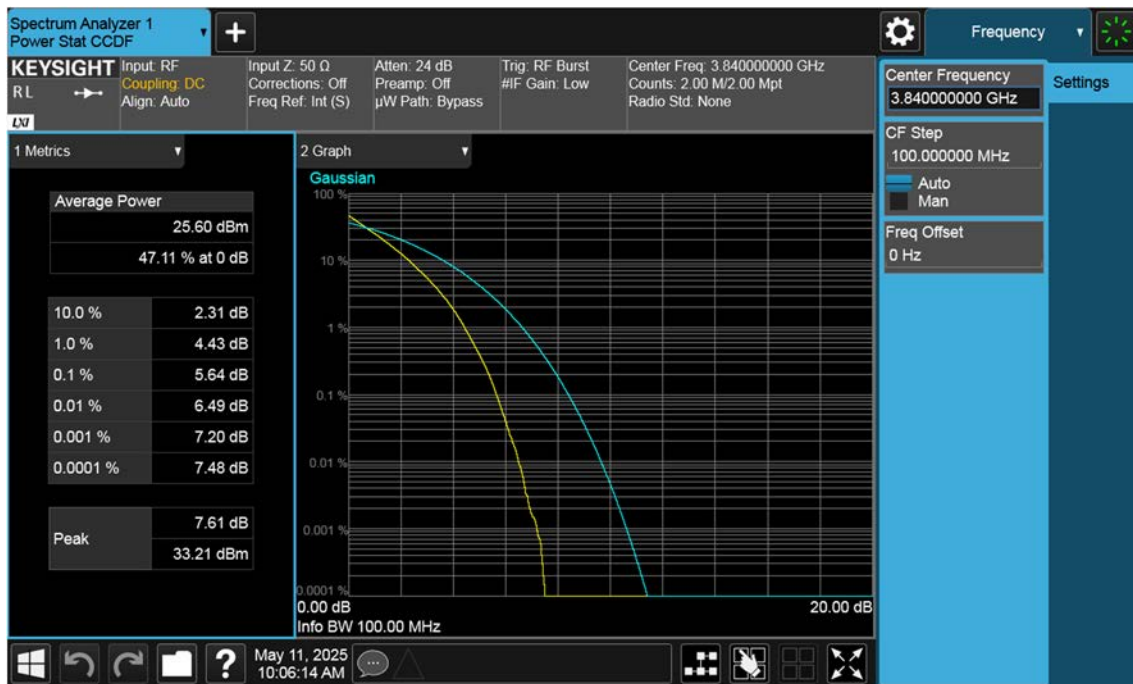 Spectrum Analyzer 1
Power Stat CCDF
Frequency
KEYSIGHT
RL
LXI
Input: RF
Coupling: DC
Align: Auto
Input Z: 50 Ω
Corrections: Off
Freq Ref: Int (S)
Atten: 24 dB
Preamp: Off
µW Path: Bypass
Trig: RF Burst
#IF Gain: Low
Center Freq: 3.840000000 GHz
Counts: 2.00 M/2.00 Mpt
Radio Std: None
Center Frequency
3.840000000 GHz
Settings
CF Step
100.000000 MHz
Auto
Man
Freq Offset
0 Hz
1 Metrics
Average Power
25.60 dBm
47.11 % at 0 dB
10.0 % 2.31 dB
1.0 % 4.43 dB
0.1 % 5.64 dB
0.01 % 6.49 dB
0.001 % 7.20 dB
0.0001 % 7.48 dB
Peak
7.61 dB
33.21 dBm
2 Graph
Gaussian
100 %
10 %
1 %
0.1 %
0.01 %
0.001 %
0.0001 %
0.00 dB 20.00 dB
Info BW 100.00 MHz
?
May 11, 2025
10:06:14 AM